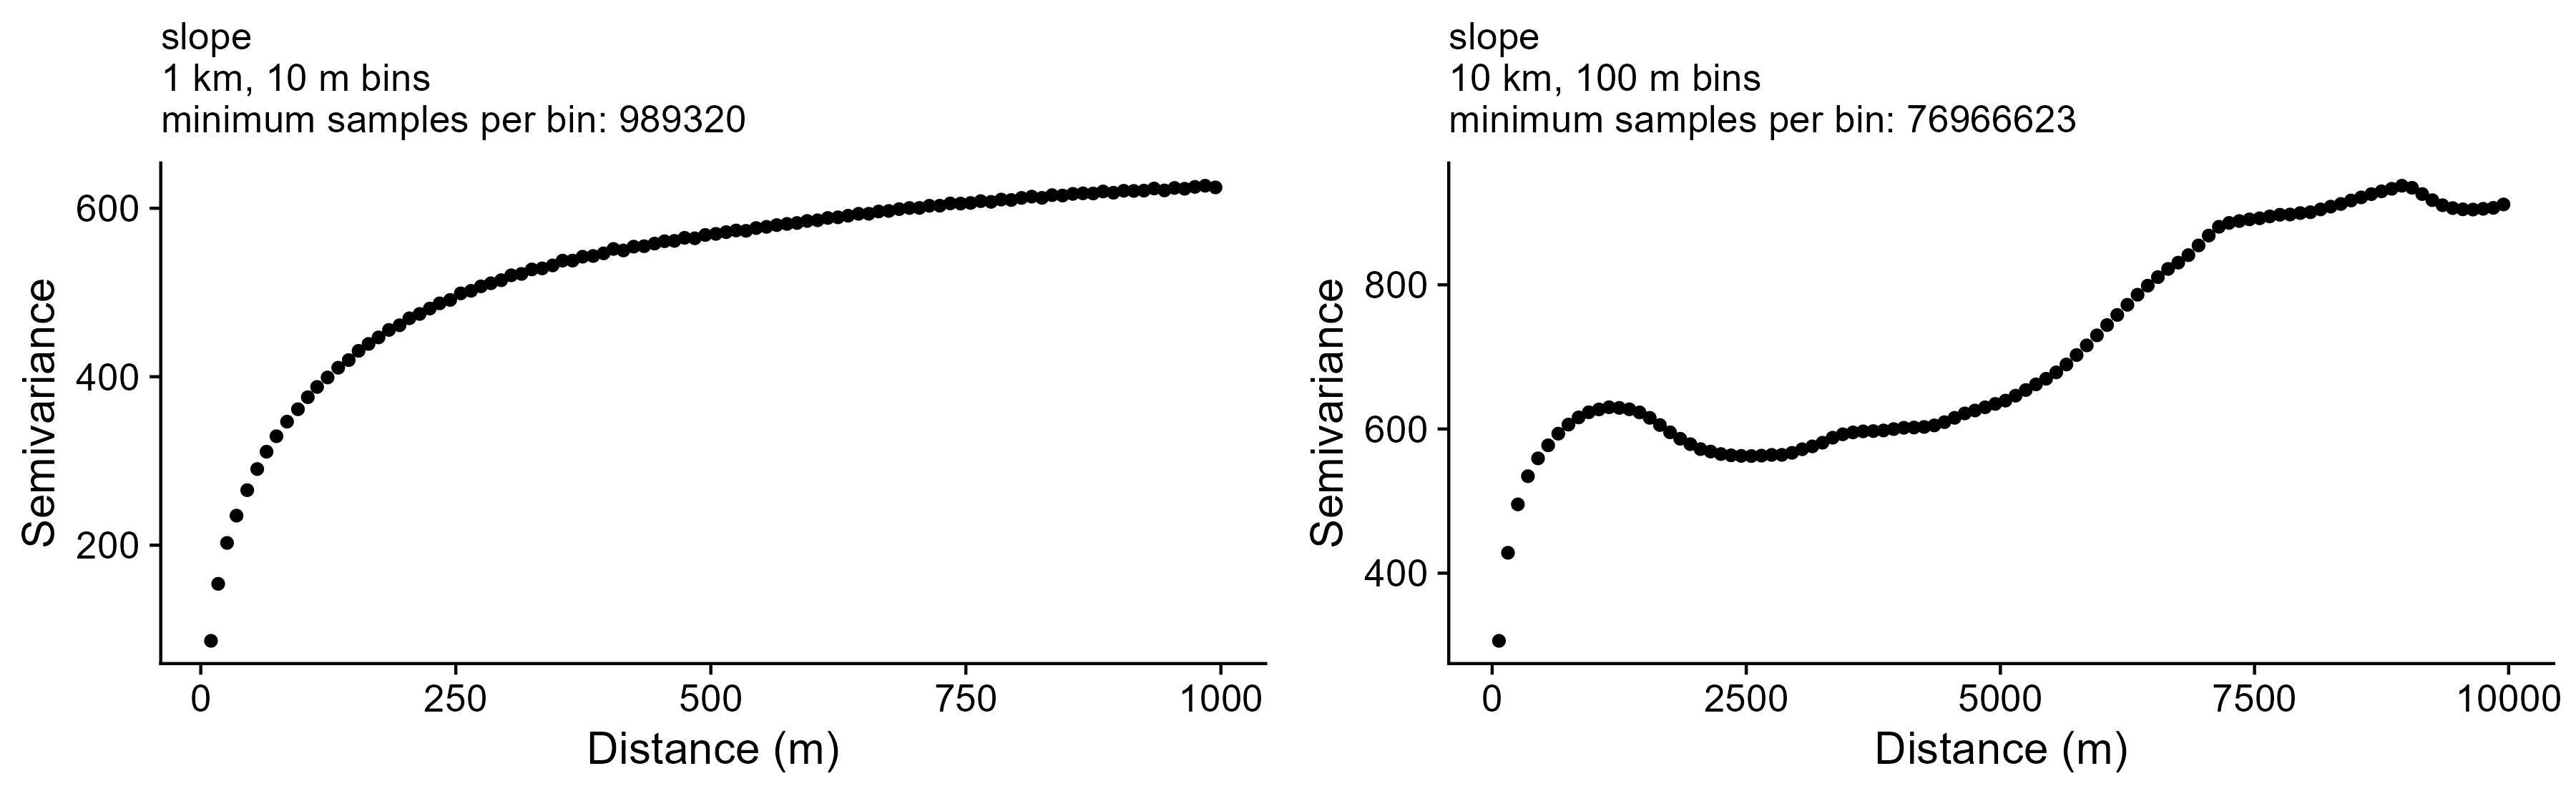 slope
1 km, 10 m bins
minimum samples per bin: 989320
Semivariance
600
400
200
0 250 500 750 1000
Distance (m)
slope
10 km, 100 m bins
minimum samples per bin: 76966623
Semivariance
800
600
400
0 2500 5000 7500 10000
Distance (m)